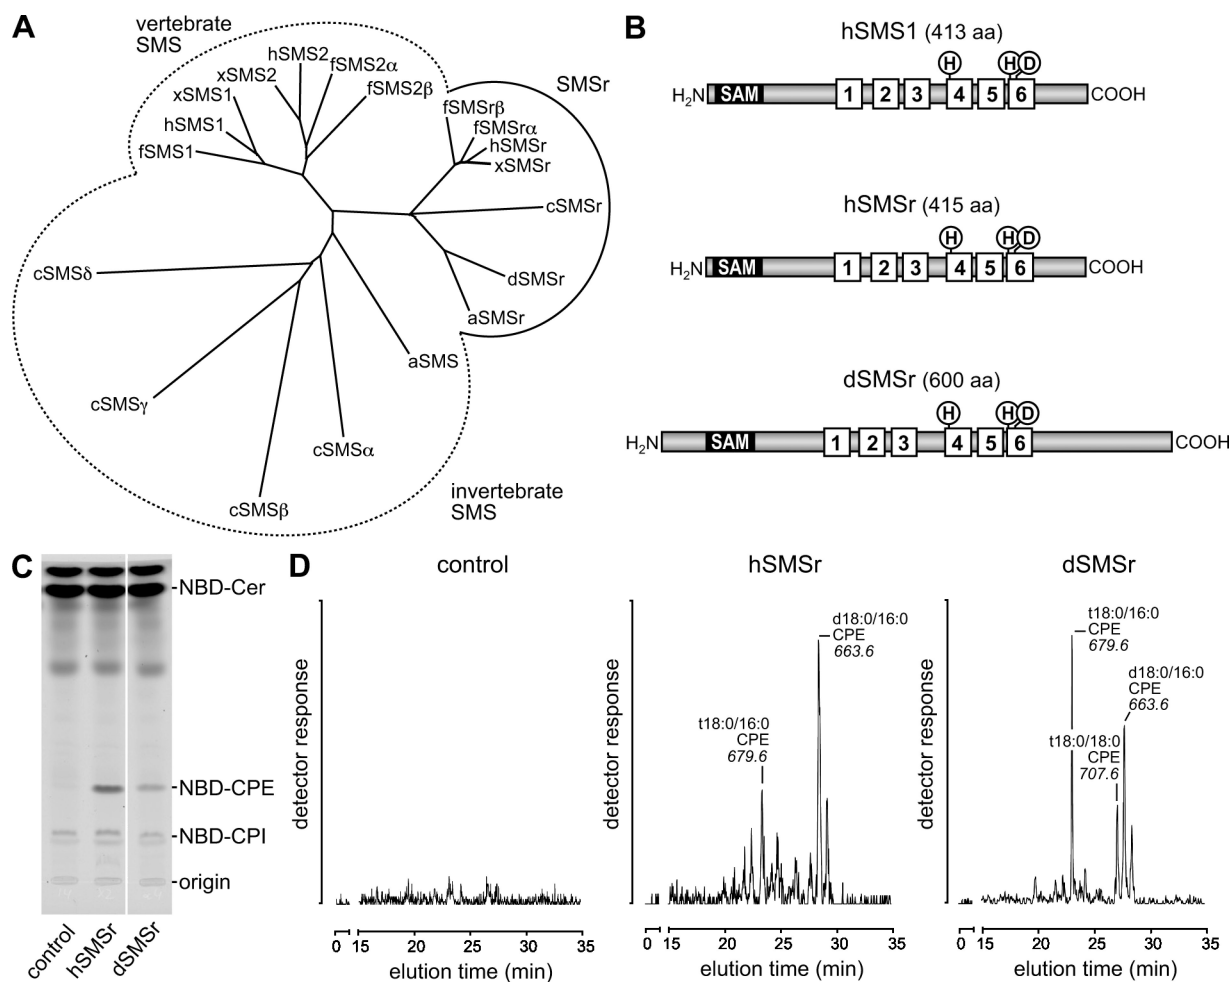 A
vertebrate
SMS
hSMS2
fSMS2α
xSMS2
fSMS2β
xSMS1
hSMS1
fSMS1
SMSr
fSMSrβ
fSMSrα
hSMSr
xSMSr
cSMSr
dSMSr
aSMSr
aSMS
cSMSδ
cSMSγ
cSMSα
cSMSβ
invertebrate
SMS
B
hSMS1 (413 aa)
H H D
H2N SAM 1 2 3 4 5 6 COOH
hSMSr (415 aa)
H H D
H2N SAM 1 2 3 4 5 6 COOH
dSMSr (600 aa)
H H D
H2N SAM 1 2 3 4 5 6 COOH
C
NBD-Cer
NBD-CPE
NBD-CPI
origin
control
hSMSr
dSMSr
D
control
detector response
0 15 20 25 30 35
elution time (min)
hSMSr
detector response
d18:0/16:0
CPE
663.6
t18:0/16:0
CPE
679.6
0 15 20 25 30 35
elution time (min)
dSMSr
detector response
t18:0/16:0
CPE
679.6
d18:0/16:0
CPE
663.6
t18:0/18:0
CPE
707.6
0 15 20 25 30 35
elution time (min)